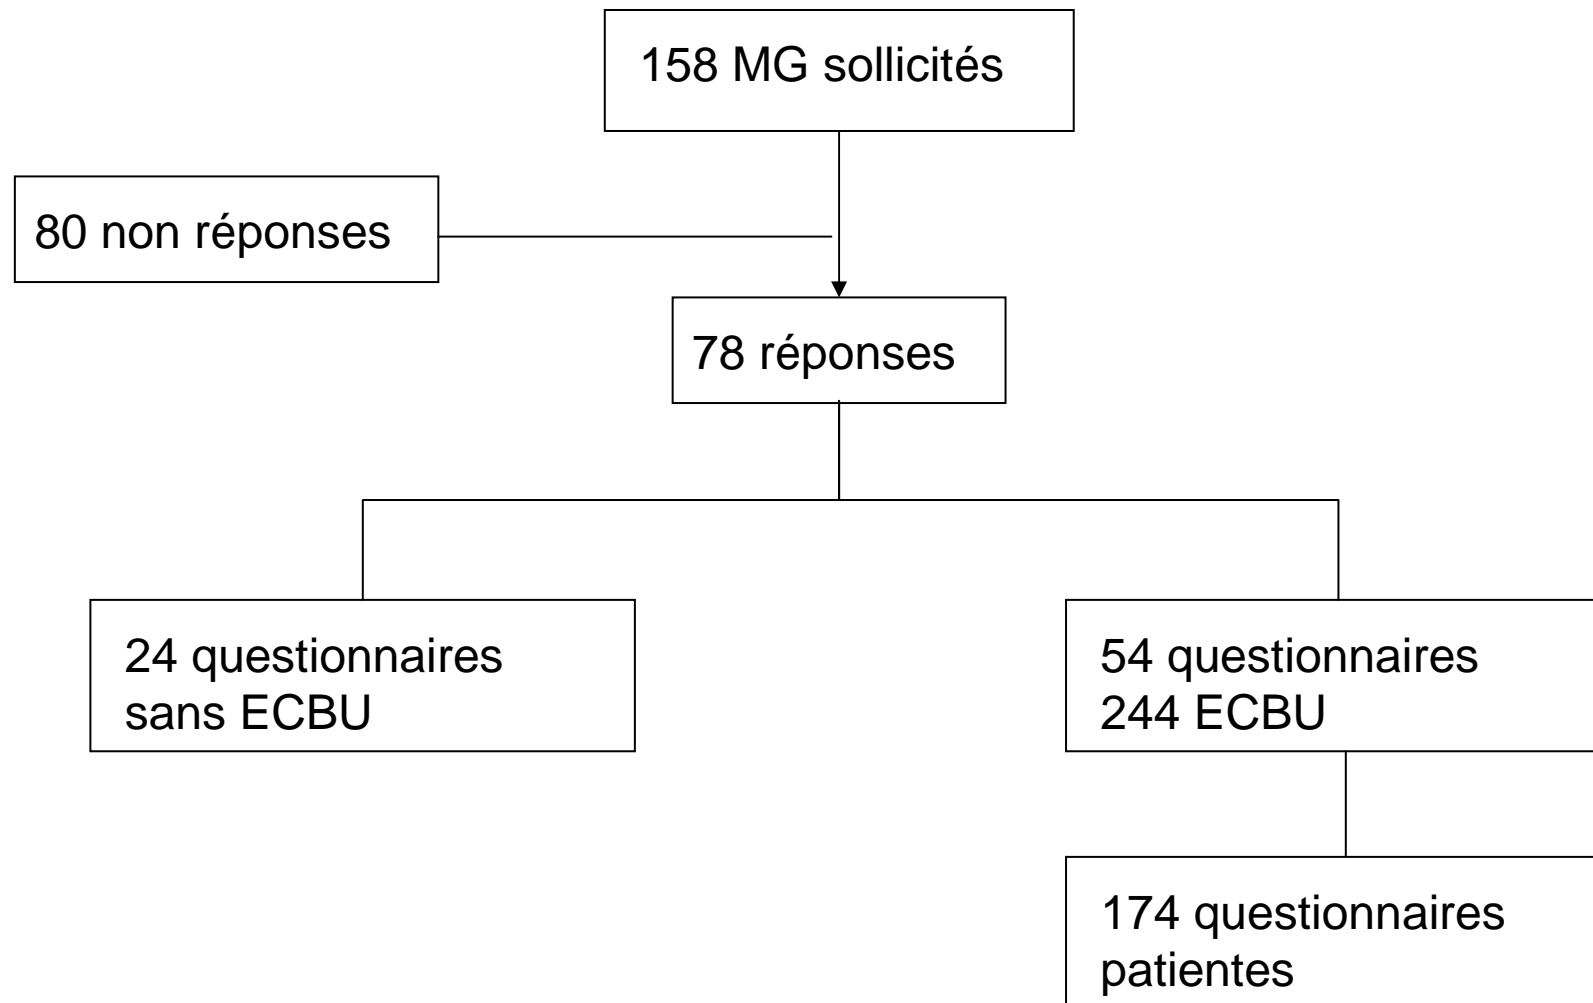 158 MG sollicités
80 non réponses
78 réponses
24 questionnaires
sans ECBU
54 questionnaires
244 ECBU
174 questionnaires
patientes